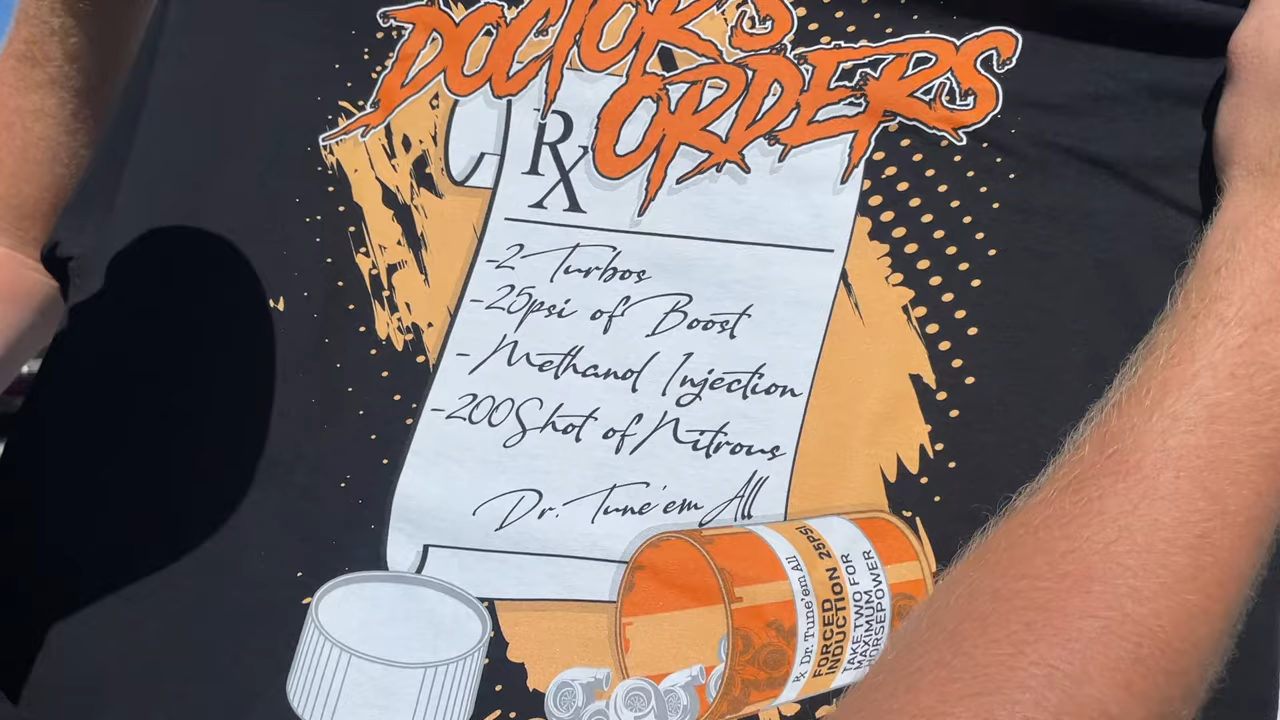 DOCTOR'S
ORDERS
RX
-2 Turbos
-25psi of Boost
-Methanol Injection
-200 Shot of Nitrous
Dr. Tune'em All
Rx Dr. Tune'em All
FORCED
INDUCTION 25PSI
TAKE TWO FOR
MAXIMUM
HORSEPOWER